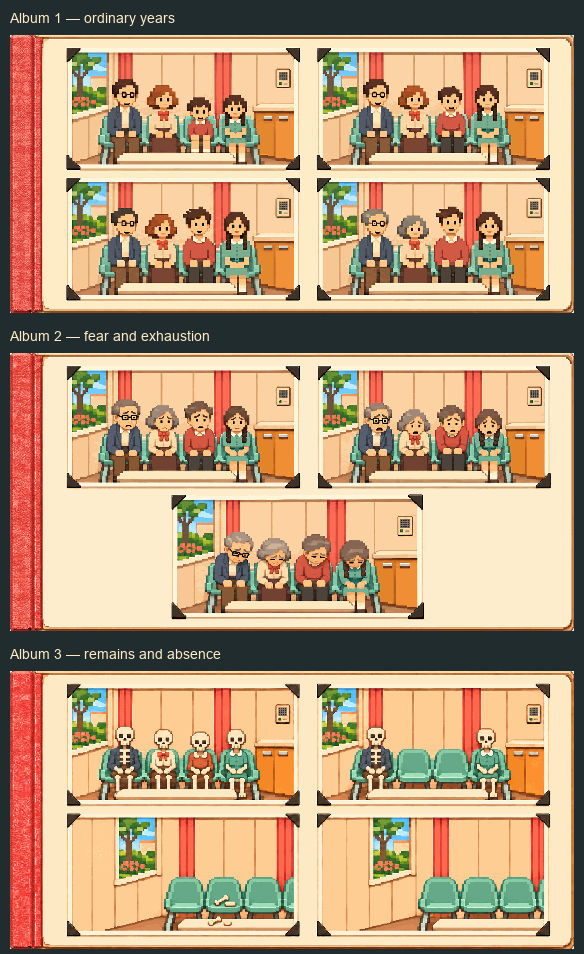 Album 1 — ordinary years
Album 2 — fear and exhaustion
Album 3 — remains and absence